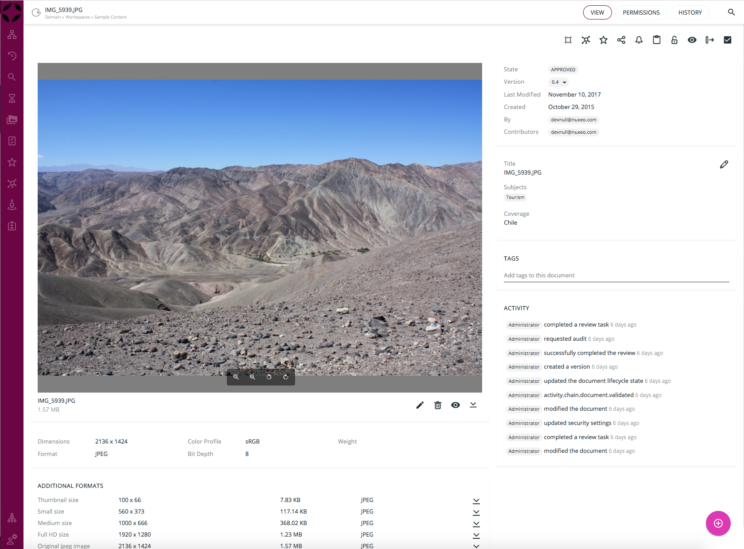 IMG_5939.JPG
Domain › Workspaces › Sample Content
VIEW
PERMISSIONS
HISTORY
State APPROVED
Version 0.4
Last Modified November 10, 2017
Created October 29, 2015
By devnull@nuxeo.com
Contributors devnull@nuxeo.com
Title
IMG_5939.JPG
Subjects
Tourism
Coverage
Chile
TAGS
Add tags to this document
ACTIVITY
Administrator completed a review task 6 days ago
Administrator requested audit 6 days ago
Administrator successfully completed the review 6 days ago
Administrator created a version 6 days ago
Administrator updated the document lifecycle state 6 days ago
Administrator activity.chain.document.validated 6 days ago
Administrator modified the document 6 days ago
Administrator updated security settings 6 days ago
Administrator completed a review task 6 days ago
Administrator modified the document 6 days ago
IMG_5939.JPG
1.57 MB
Dimensions 2136 x 1424 Color Profile sRGB Weight
Format JPEG Bit Depth 8
ADDITIONAL FORMATS
Thumbnail size 100 x 66 7.83 KB JPEG
Small size 560 x 373 117.14 KB JPEG
Medium size 1000 x 666 368.02 KB JPEG
Full HD size 1920 x 1280 1.23 MB JPEG
Original jpeg image 2136 x 1424 1.57 MB JPEG